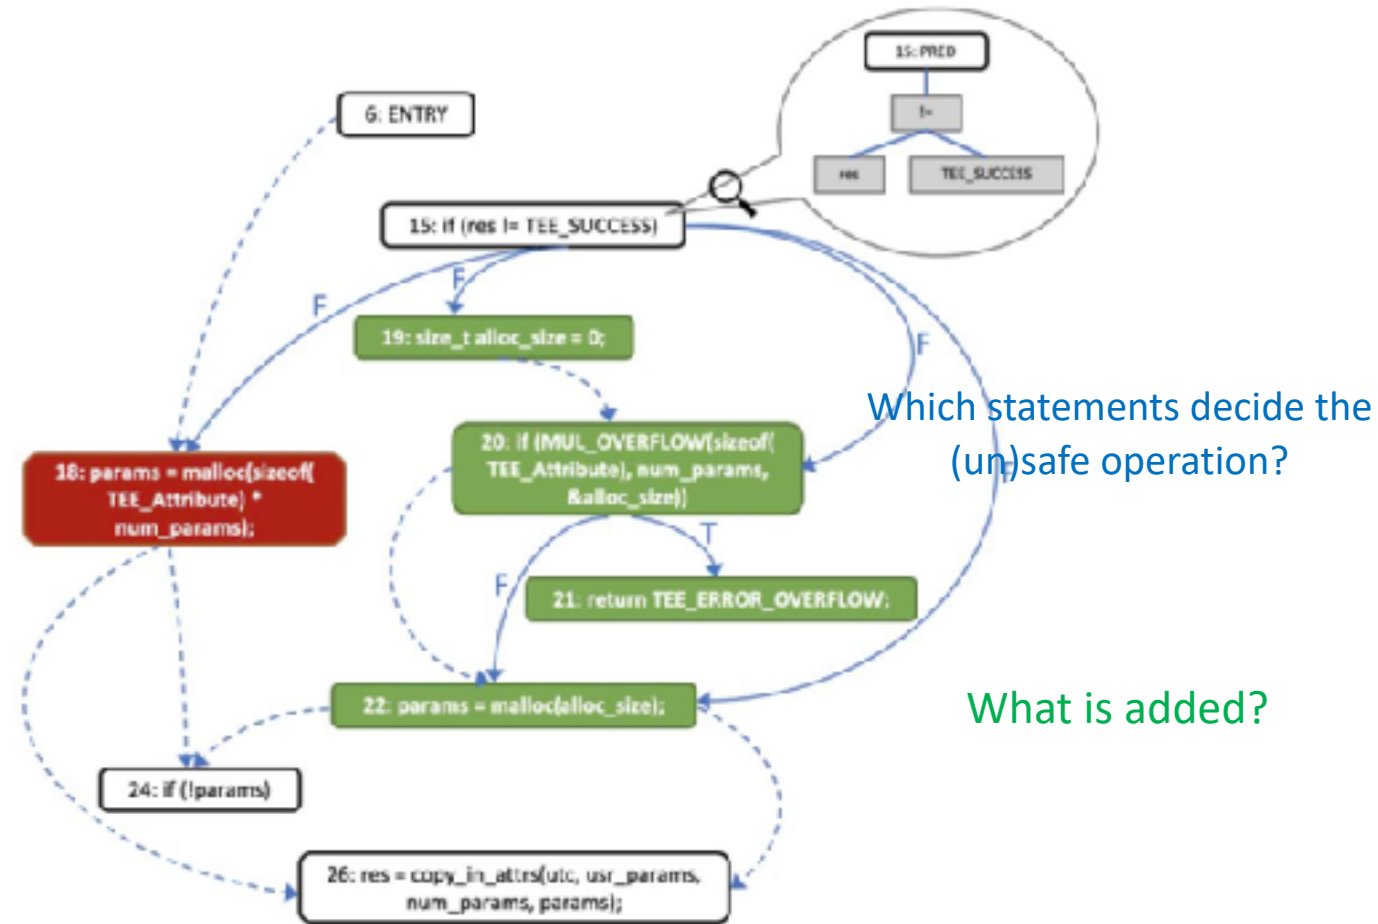 15: PRED
!=
res
TEE_SUCCESS
6: ENTRY
15: if (res != TEE_SUCCESS)
F
F
19: size_t alloc_size = 0;
F
Which statements decide the
(un)safe operation?
F
20: if (MUL_OVERFLOW(sizeof(
TEE_Attribute), num_params,
&alloc_size))
18: params = malloc(sizeof(
TEE_Attribute) *
num_params);
T
F
21: return TEE_ERROR_OVERFLOW;
22: params = malloc(alloc_size);
What is added?
24: if (!params)
26: res = copy_in_attrs(utc, usr_params,
num_params, params);